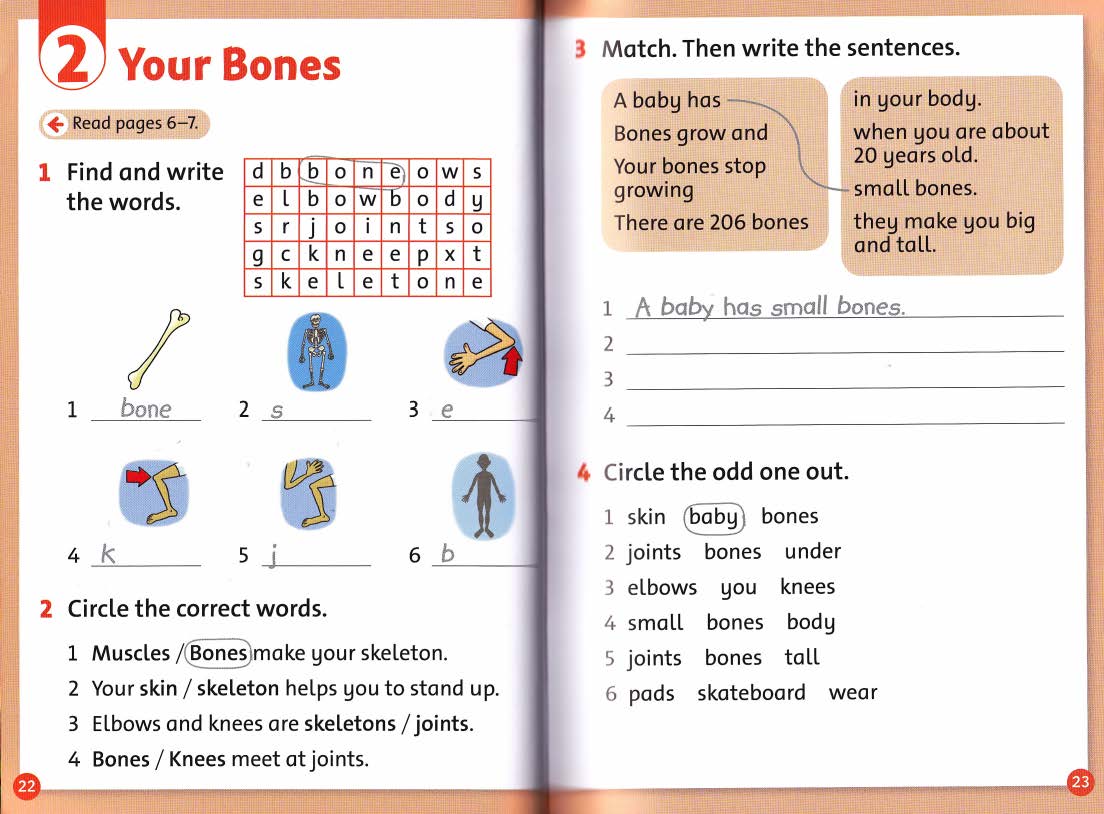 2 Your Bones
Read pages 6–7.
1 Find and write
the words.
d b b o n e o w s
e l b o w b o d y
s r j o i n t s o
g c k n e e p x t
s k e l e t o n e
1 bone 2 s 3 e
4 k 5 j 6 b
2 Circle the correct words.
1 Muscles / Bones make your skeleton.
2 Your skin / skeleton helps you to stand up.
3 Elbows and knees are skeletons / joints.
4 Bones / Knees meet at joints.
22
3 Match. Then write the sentences.
A baby has
Bones grow and
Your bones stop
growing
There are 206 bones
in your body.
when you are about
20 years old.
small bones.
they make you big
and tall.
1 A baby has small bones.
2
3
4
4 Circle the odd one out.
1 skin baby bones
2 joints bones under
3 elbows you knees
4 small bones body
5 joints bones tall
6 pads skateboard wear
23